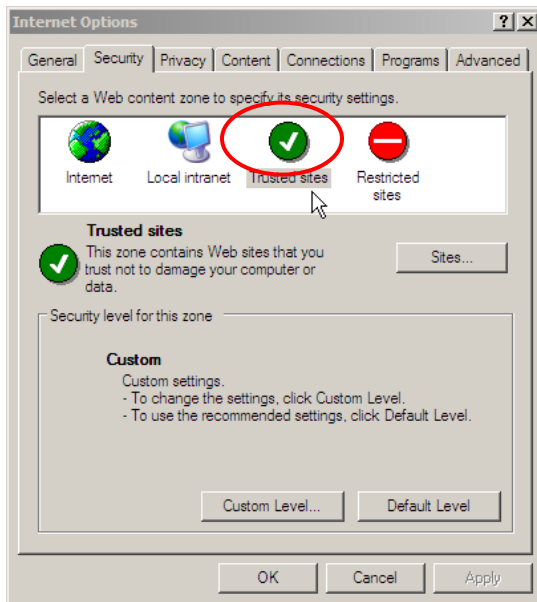 Internet Options
General Security Privacy Content Connections Programs Advanced
Select a Web content zone to specify its security settings.
Internet Local intranet Trusted sites Restricted
sites
Trusted sites
This zone contains Web sites that you
trust not to damage your computer or
data.
Sites...
Security level for this zone
Custom
Custom settings.
- To change the settings, click Custom Level.
- To use the recommended settings, click Default Level.
Custom Level... Default Level
OK Cancel Apply